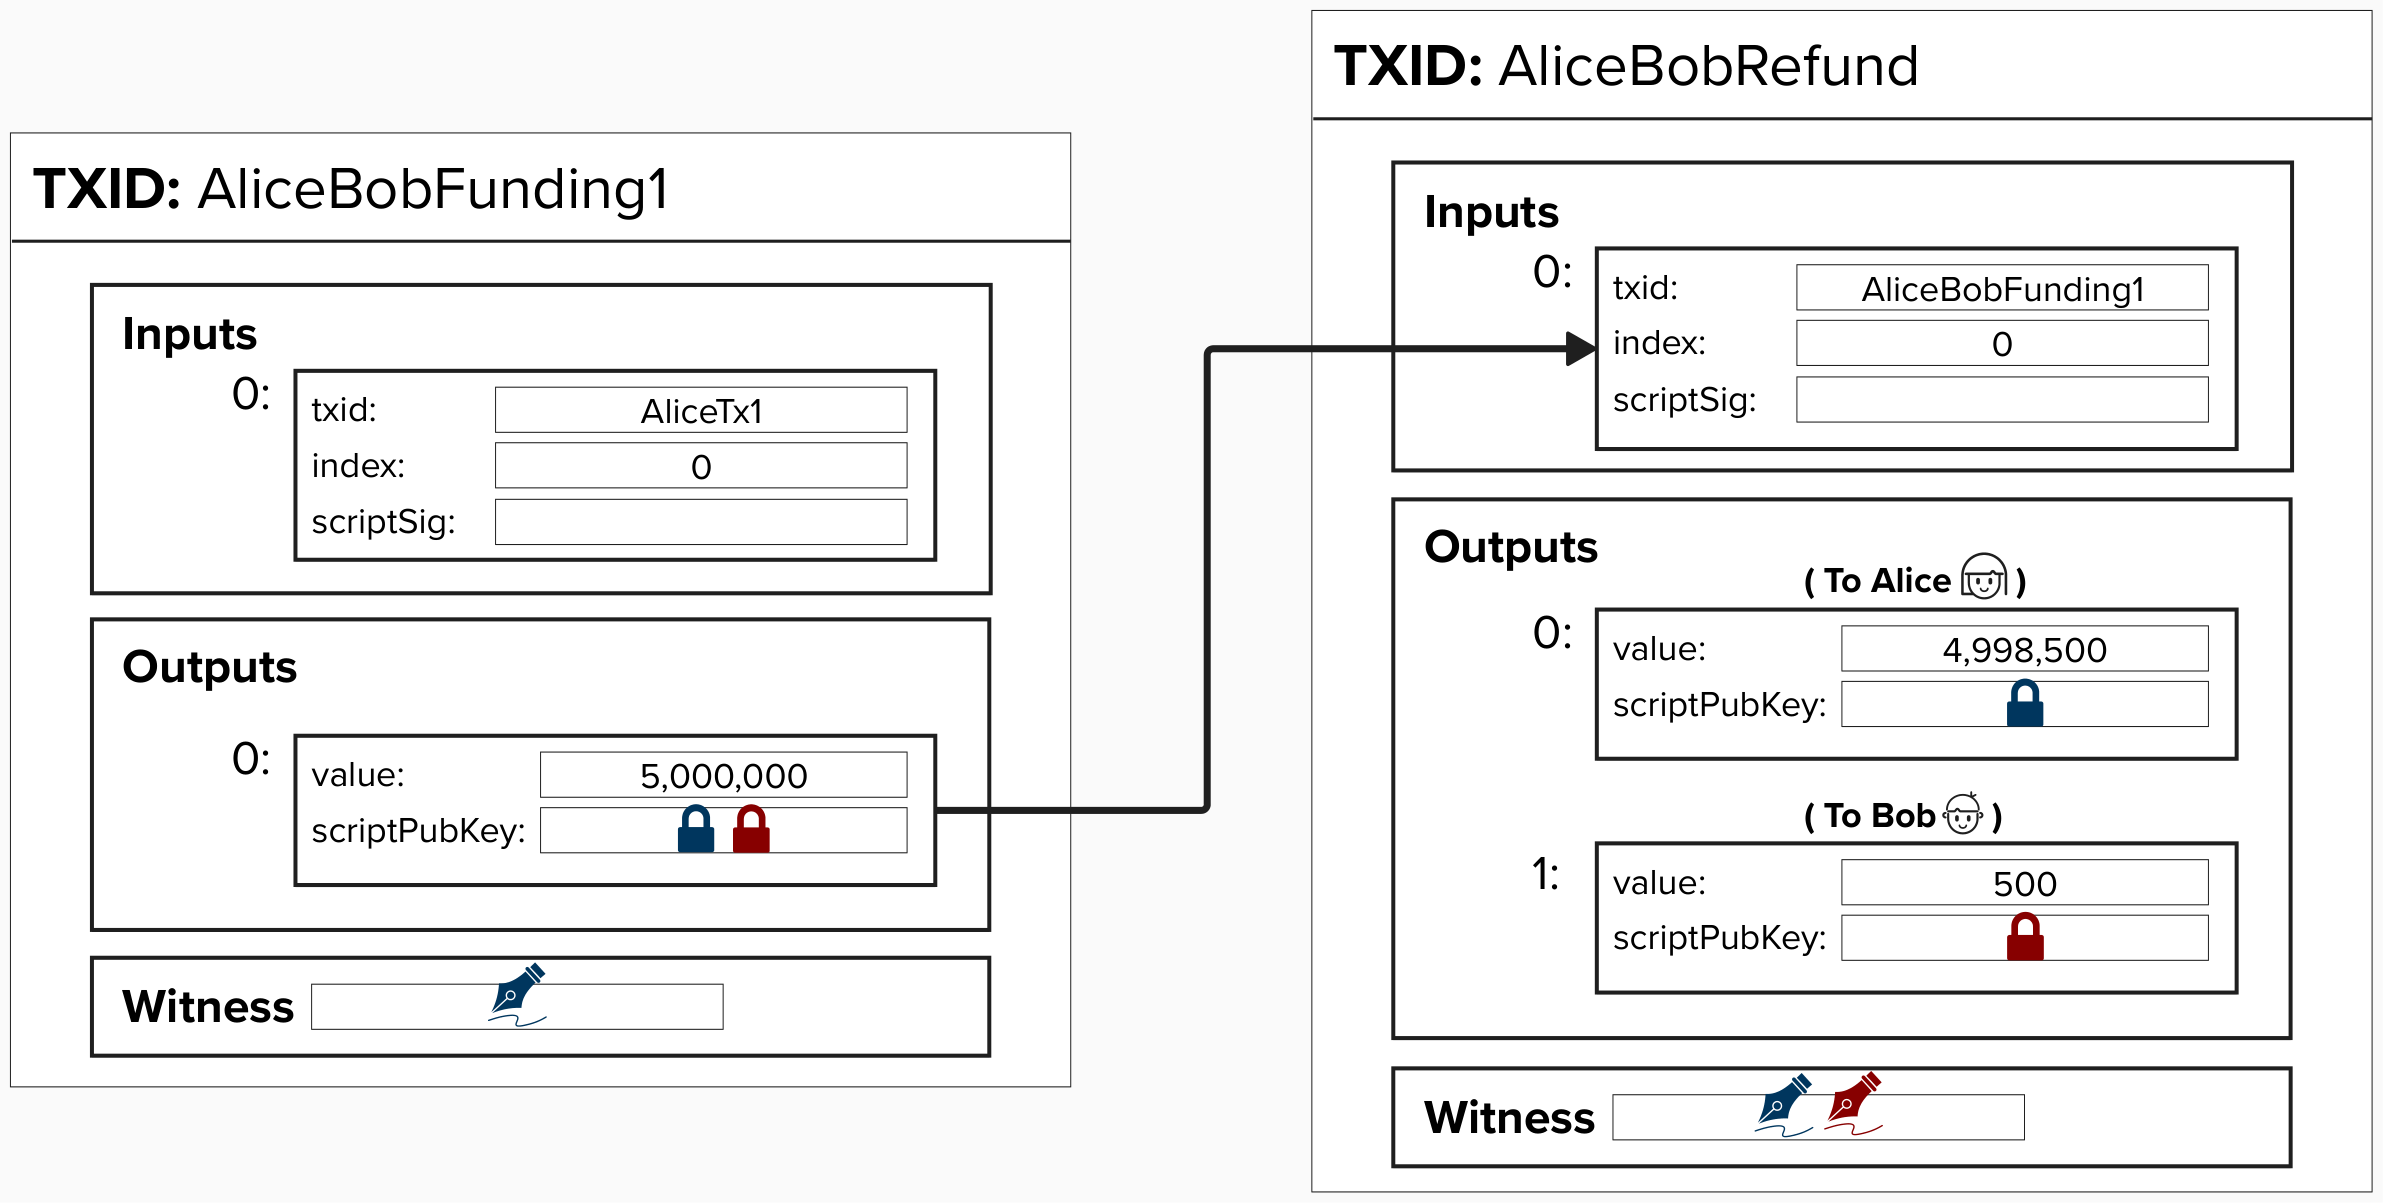 TXID: AliceBobFunding1
Inputs
0:
txid: AliceTx1
index: 0
scriptSig:
Outputs
0:
value: 5,000,000
scriptPubKey:
Witness
TXID: AliceBobRefund
Inputs
0:
txid: AliceBobFunding1
index: 0
scriptSig:
Outputs
( To Alice )
0:
value: 4,998,500
scriptPubKey:
( To Bob )
1:
value: 500
scriptPubKey:
Witness